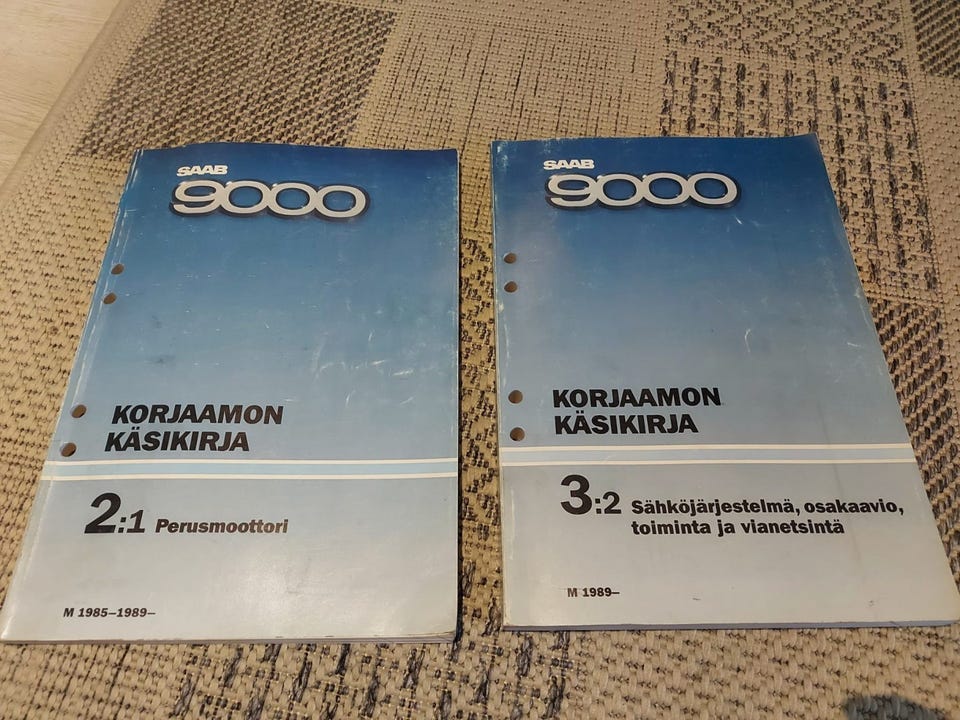 SAAB
9000
KORJAAMON
KÄSIKIRJA
2:1 Perusmoottori
M 1985–1989–
SAAB
9000
KORJAAMON
KÄSIKIRJA
3:2 Sähköjärjestelmä, osakaavio,
toiminta ja vianetsintä
M 1989–